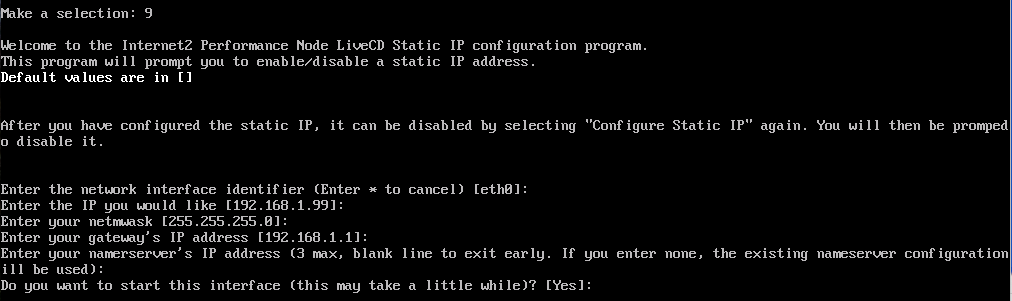 Make a selection: 9
Welcome to the Internet2 Performance Node LiveCD Static IP configuration program.
This program will prompt you to enable/disable a static IP address.
Default values are in []
After you have configured the static IP, it can be disabled by selecting "Configure Static IP" again. You will then be promped
o disable it.
Enter the network interface identifier (Enter * to cancel) [eth0]:
Enter the IP you would like [192.168.1.99]:
Enter your netmwask [255.255.255.0]:
Enter your gateway's IP address [192.168.1.1]:
Enter your namerserver's IP address (3 max, blank line to exit early. If you enter none, the existing nameserver configuration
ill be used):
Do you want to start this interface (this may take a little while)? [Yes]: